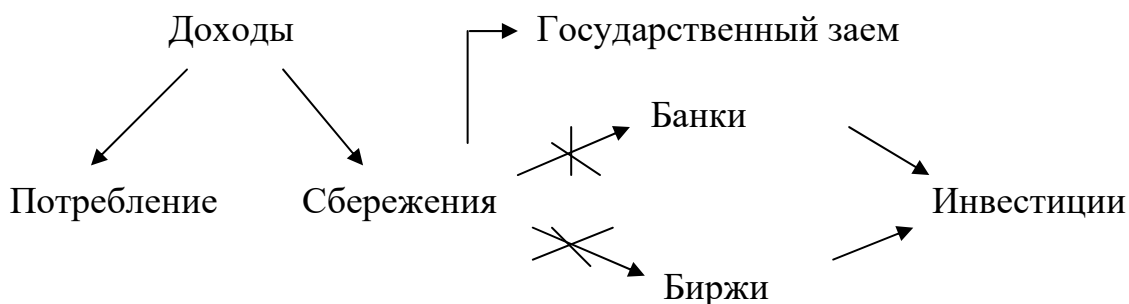 Доходы
Государственный заем
Банки
Потребление
Сбережения
Инвестиции
Биржи